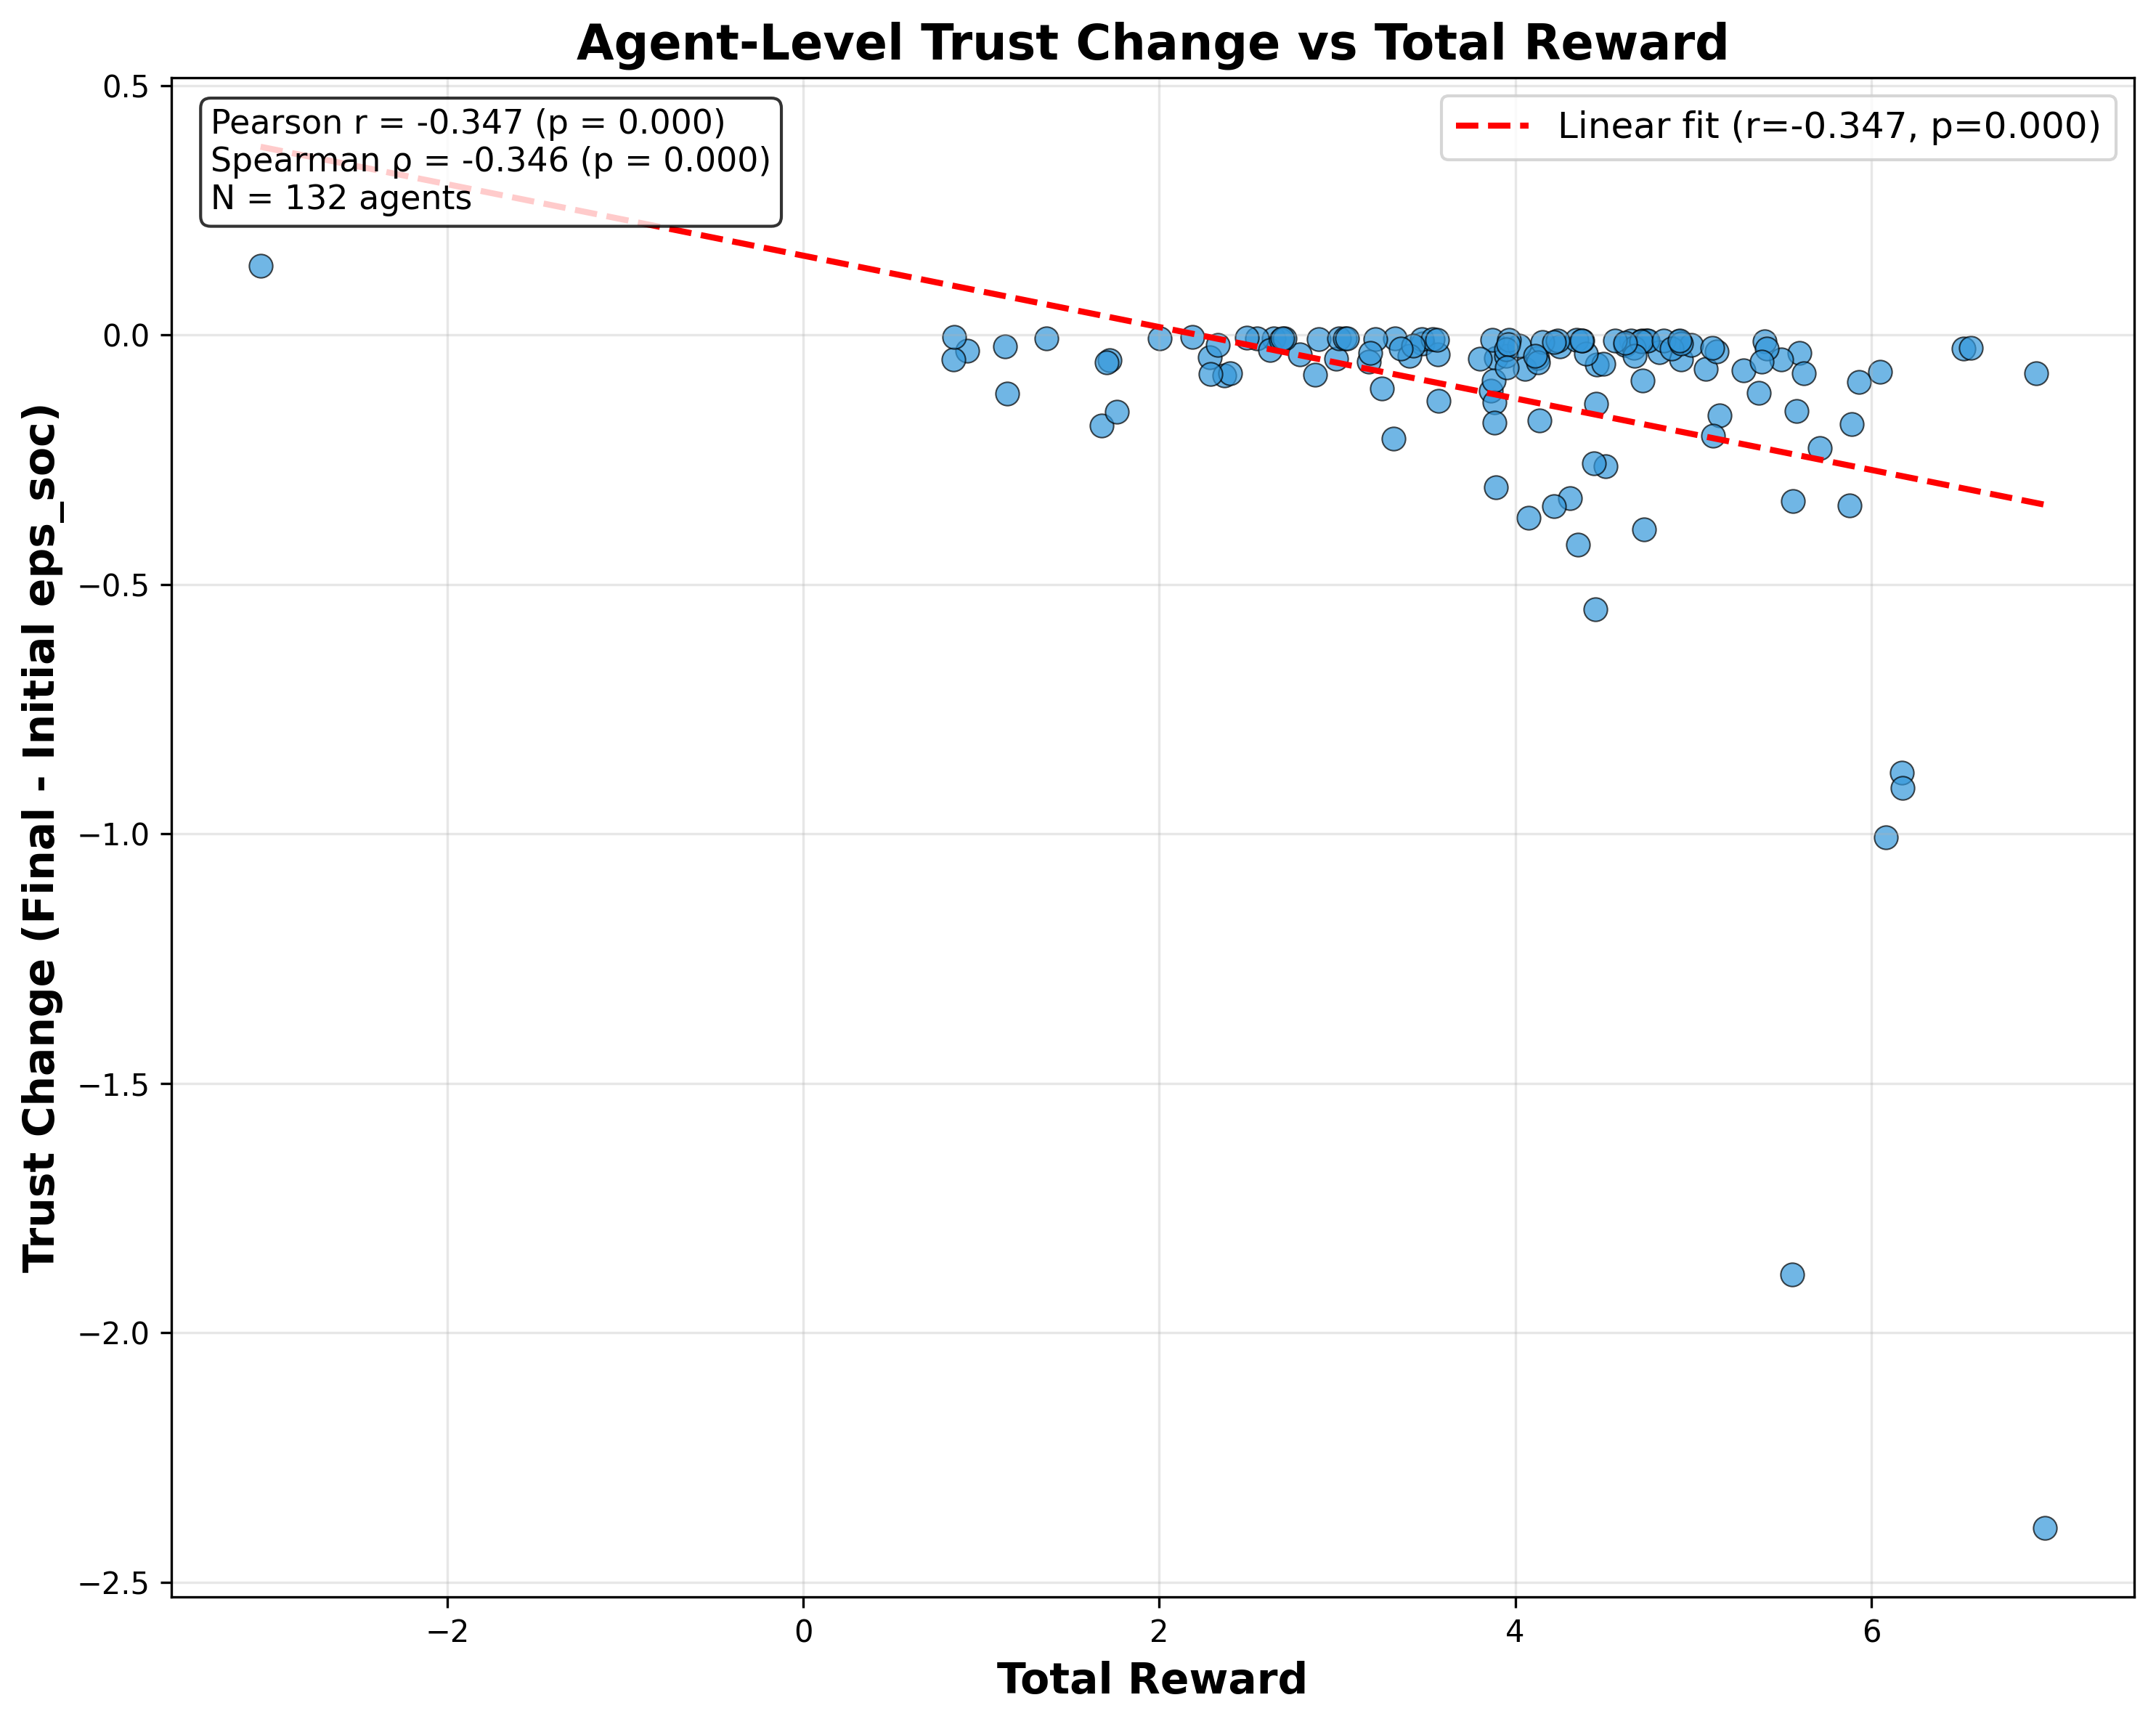 Agent-Level Trust Change vs Total Reward
Pearson r = -0.347 (p = 0.000)
Spearman ρ = -0.346 (p = 0.000)
N = 132 agents
Linear fit (r=-0.347, p=0.000)
Trust Change (Final - Initial eps_soc)
0.5
0.0
−0.5
−1.0
−1.5
−2.0
−2.5
−2
0
2
4
6
Total Reward